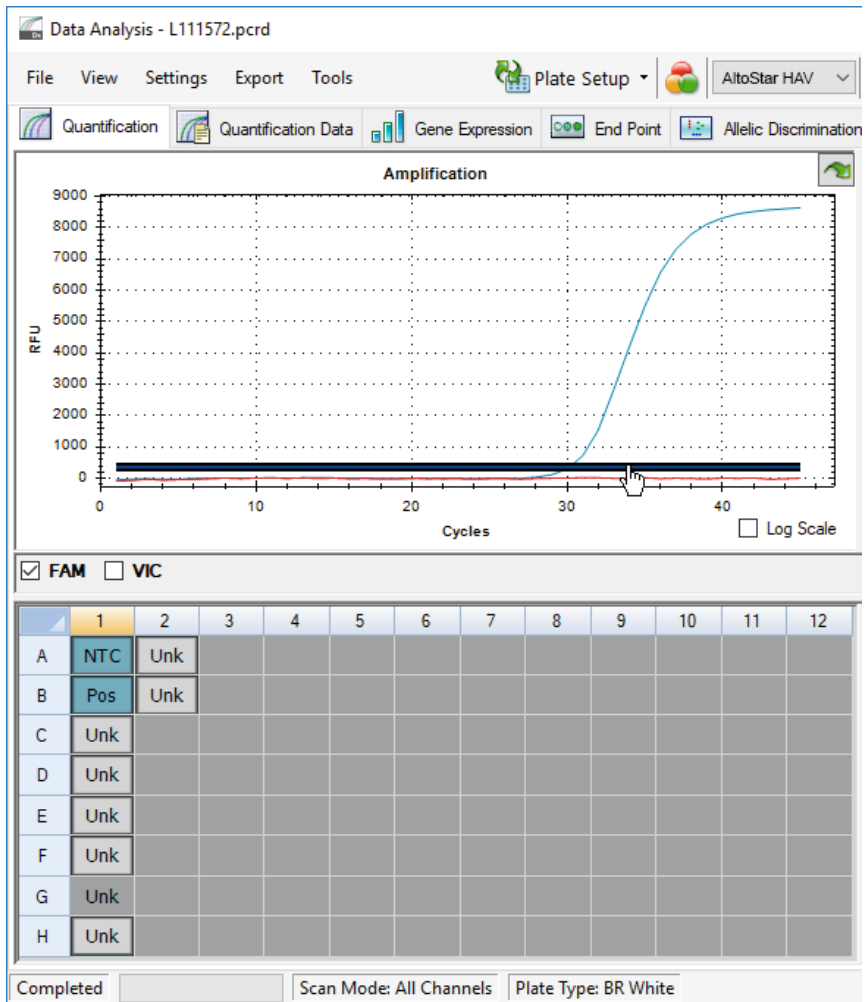 Data Analysis - L111572.pcrd
File View Settings Export Tools Plate Setup AltoStar HAV
Quantification Quantification Data Gene Expression End Point Allelic Discrimination
Amplification
9000
8000
7000
6000
5000
4000
3000
2000
1000
0
RFU
0 10 20 30 40
Cycles
Log Scale
FAM VIC
1 2 3 4 5 6 7 8 9 10 11 12
A NTC Unk
B Pos Unk
C Unk
D Unk
E Unk
F Unk
G Unk
H Unk
Completed Scan Mode: All Channels Plate Type: BR White